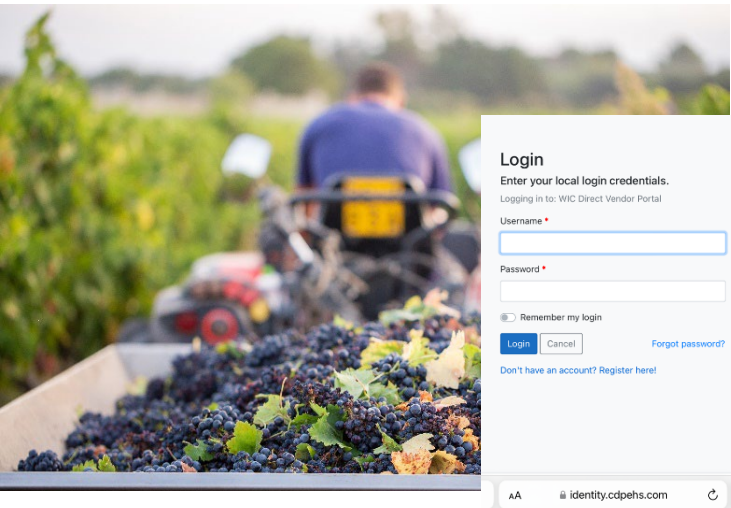 Login
Enter your local login credentials.
Logging in to: WIC Direct Vendor Portal
Username *
Password *
Remember my login
Login Cancel Forgot password?
Don't have an account? Register here!
AA identity.cdpehs.com